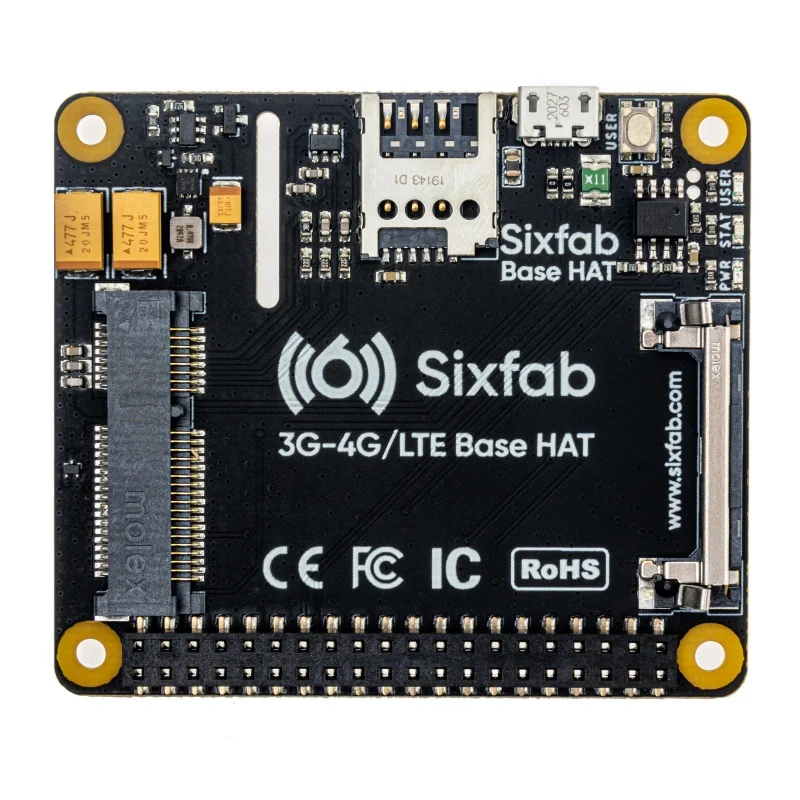 2027
603
USER
19143 D1
X11
477J
20JM5
477J
20JM5
USER
STAT
PWR
Sixfab
Base HAT
molex
Sixfab
3G-4G/LTE Base HAT
www.sixfab.com
molex
CE FC IC RoHS